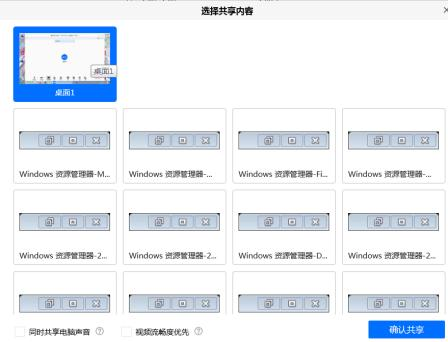 选择共享内容
桌面1
桌面1
Windows 资源管理器-M...
Windows 资源管理器-...
Windows 资源管理器-Fi...
Windows 资源管理器-...
Windows 资源管理器-2...
Windows 资源管理器-2...
Windows 资源管理器-D...
Windows 资源管理器-2...
同时共享电脑声音
视频流畅度优先
确认共享